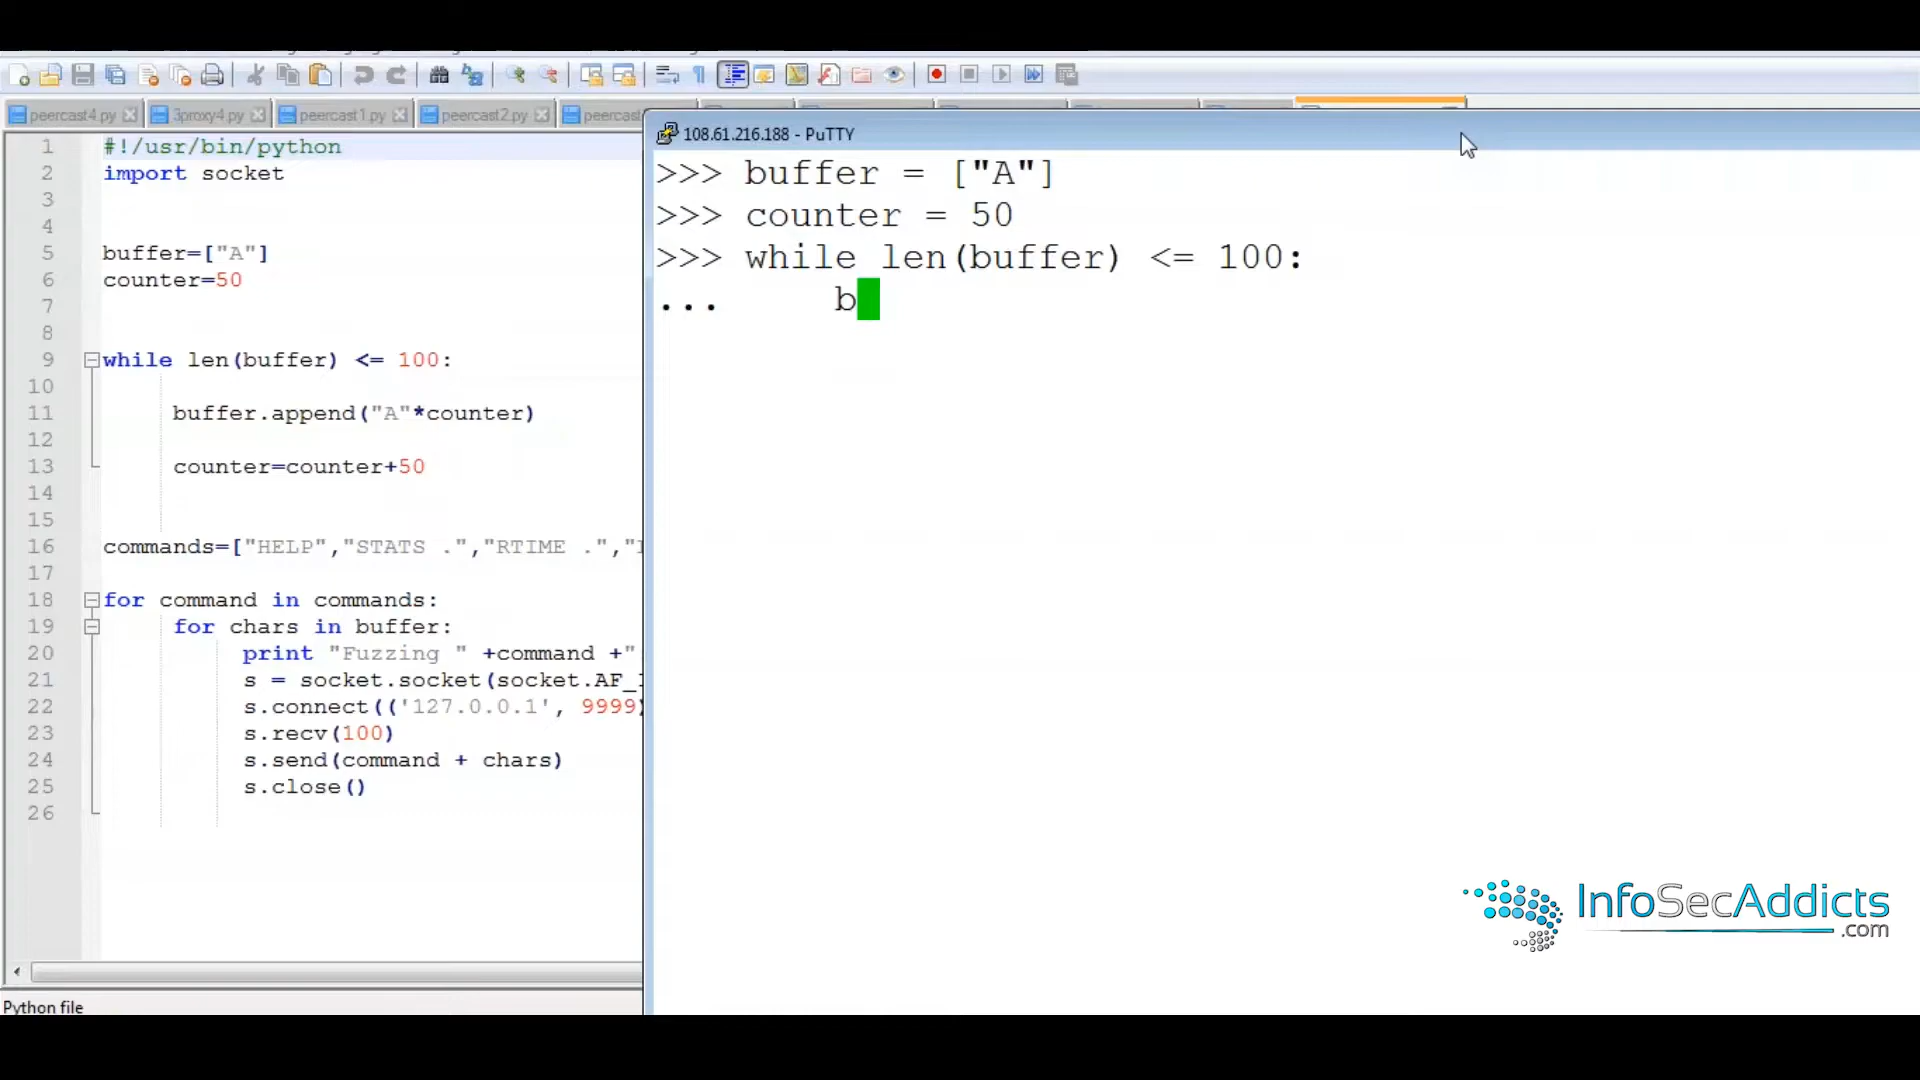 peercast4.py
3proxy4.py
peercast1.py
peercast2.py
peercast
1 #!/usr/bin/python
2 import socket
3
4
5 buffer=["A"]
6 counter=50
7
8
9 while len(buffer) <= 100:
10
11 buffer.append("A"*counter)
12
13 counter=counter+50
14
15
16 commands=["HELP","STATS .","RTIME .","
17
18 for command in commands:
19 for chars in buffer:
20 print "Fuzzing " +command +"
21 s = socket.socket(socket.AF_
22 s.connect(('127.0.0.1', 9999
23 s.recv(100)
24 s.send(command + chars)
25 s.close()
26
Python file
108.61.216.188 - PuTTY
>>> buffer = ["A"]
>>> counter = 50
>>> while len(buffer) <= 100:
... b
InfoSecAddicts
.com